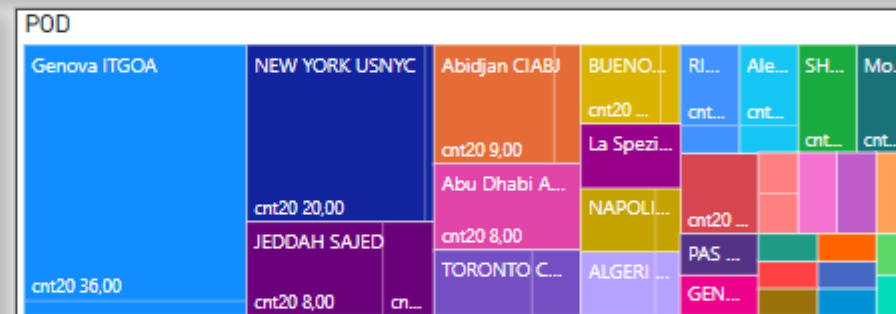 POD
Genova ITGOA
cnt20 36,00
NEW YORK USNYC
cnt20 20,00
JEDDAH SAJED
cnt20 8,00
cn...
Abidjan CIABJ
cnt20 9,00
Abu Dhabi A...
cnt20 8,00
TORONTO C...
BUENO...
cnt20 ...
La Spezi...
NAPOLI...
ALGERI ...
RI...
cnt...
Ale...
cnt...
SH...
cnt...
Mo...
cnt...
cnt20 ...
PAS ...
GEN...